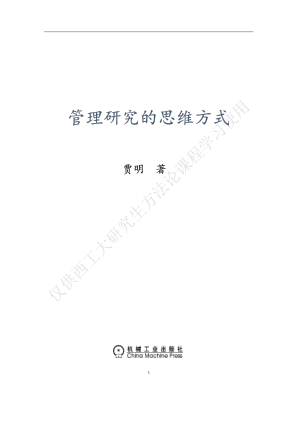 管理研究的思维方式
贾明 著
仅供西工大研究生方法论课程学习使用
机械工业出版社
China Machine Press
1